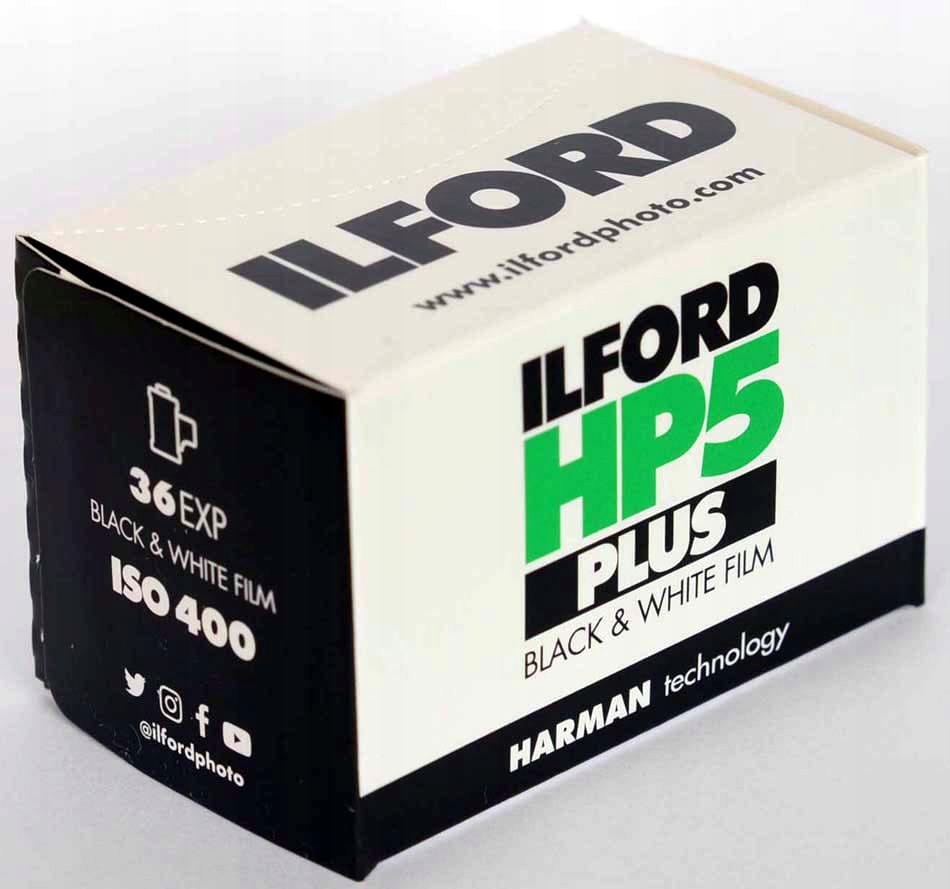 ILFORD
www.ilfordphoto.com
ILFORD
HP5
PLUS
BLACK & WHITE FILM
HARMAN technology
36 EXP
BLACK & WHITE FILM
ISO 400
@ilfordphoto